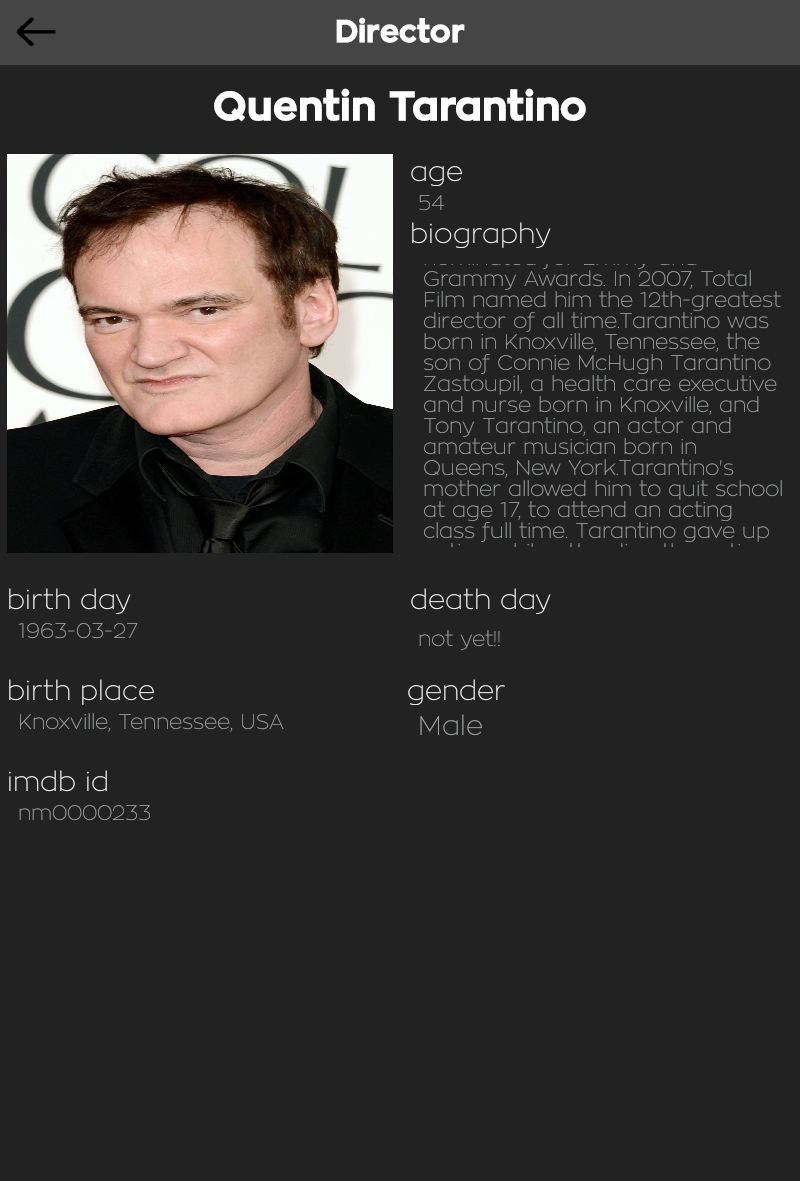 Director
Quentin Tarantino
age
54
biography
nominated for Emmy and
Grammy Awards. In 2007, Total
Film named him the 12th-greatest
director of all time.Tarantino was
born in Knoxville, Tennessee, the
son of Connie McHugh Tarantino
Zastoupil, a health care executive
and nurse born in Knoxville, and
Tony Tarantino, an actor and
amateur musician born in
Queens, New York.Tarantino's
mother allowed him to quit school
at age 17, to attend an acting
class full time. Tarantino gave up
birth day
1963-03-27
death day
not yet!!
birth place
Knoxville, Tennessee, USA
gender
Male
imdb id
nm0000233